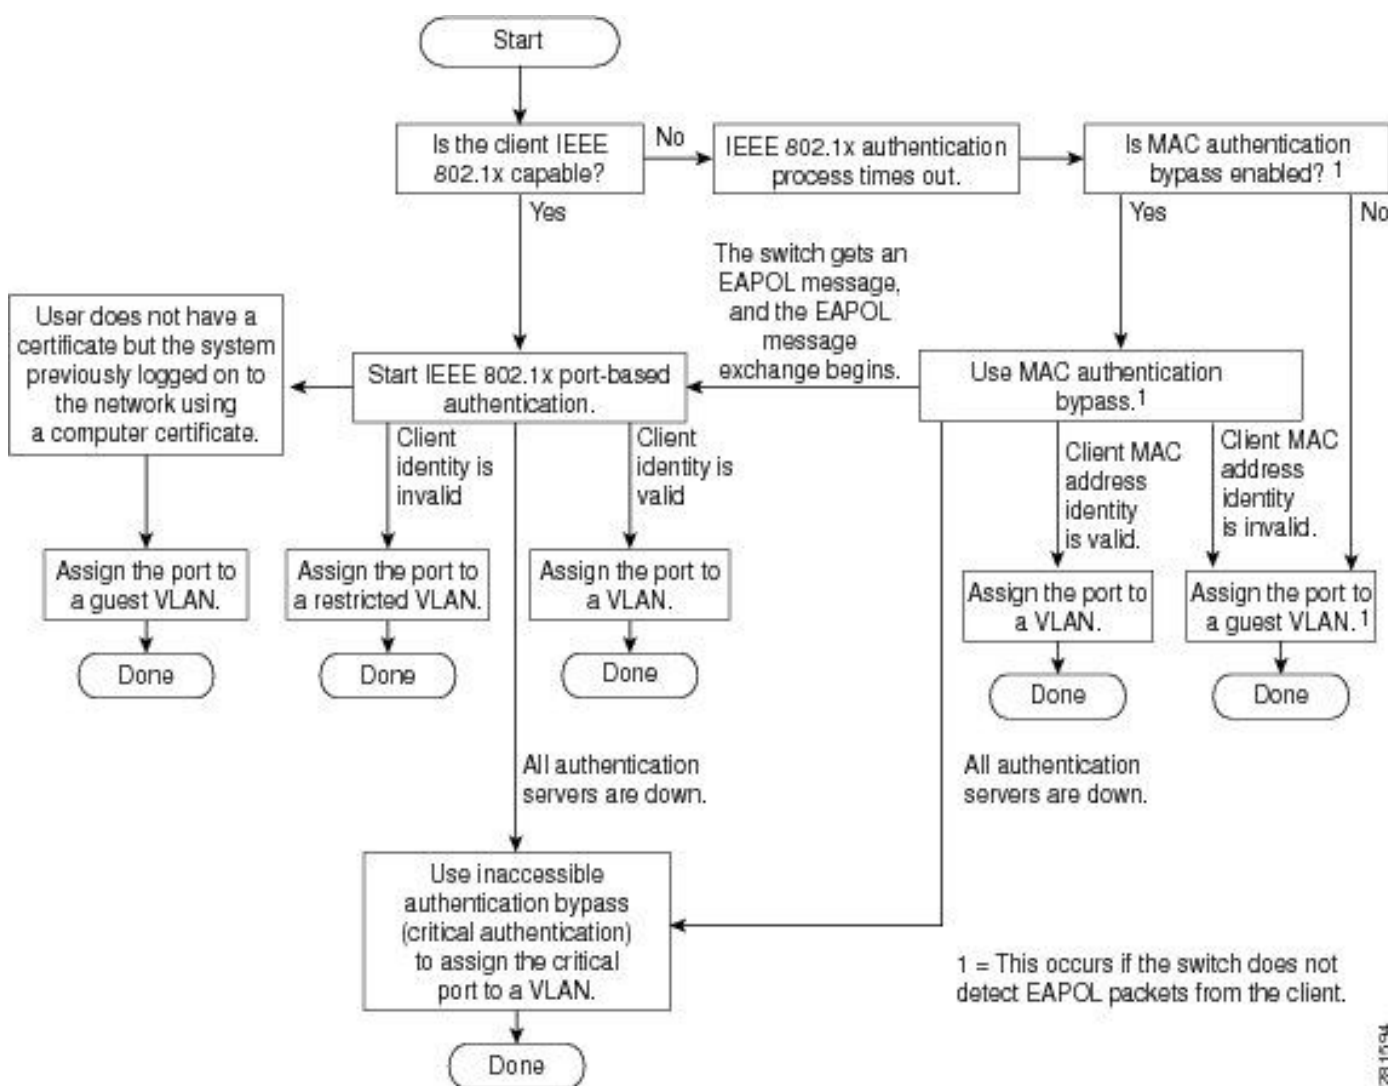 Start
Is the client IEEE
802.1x capable?
No
IEEE 802.1x authentication
process times out.
Is MAC authentication
bypass enabled? 1
Yes
Yes
No
The switch gets an
EAPOL message,
and the EAPOL
message
exchange begins.
User does not have a
certificate but the system
previously logged on to
the network using
a computer certificate.
Start IEEE 802.1x port-based
authentication.
Use MAC authentication
bypass.1
Client
identity is
invalid
Client
identity is
valid
Client MAC
address
identity
is valid.
Client MAC
address
identity
is invalid.
Assign the port to
a guest VLAN.
Assign the port to
a restricted VLAN.
Assign the port to
a VLAN.
Assign the port to
a VLAN.
Assign the port to
a guest VLAN.1
Done
Done
Done
Done
Done
All authentication
servers are down.
All authentication
servers are down.
Use inaccessible
authentication bypass
(critical authentication)
to assign the critical
port to a VLAN.
1 = This occurs if the switch does not
detect EAPOL packets from the client.
Done